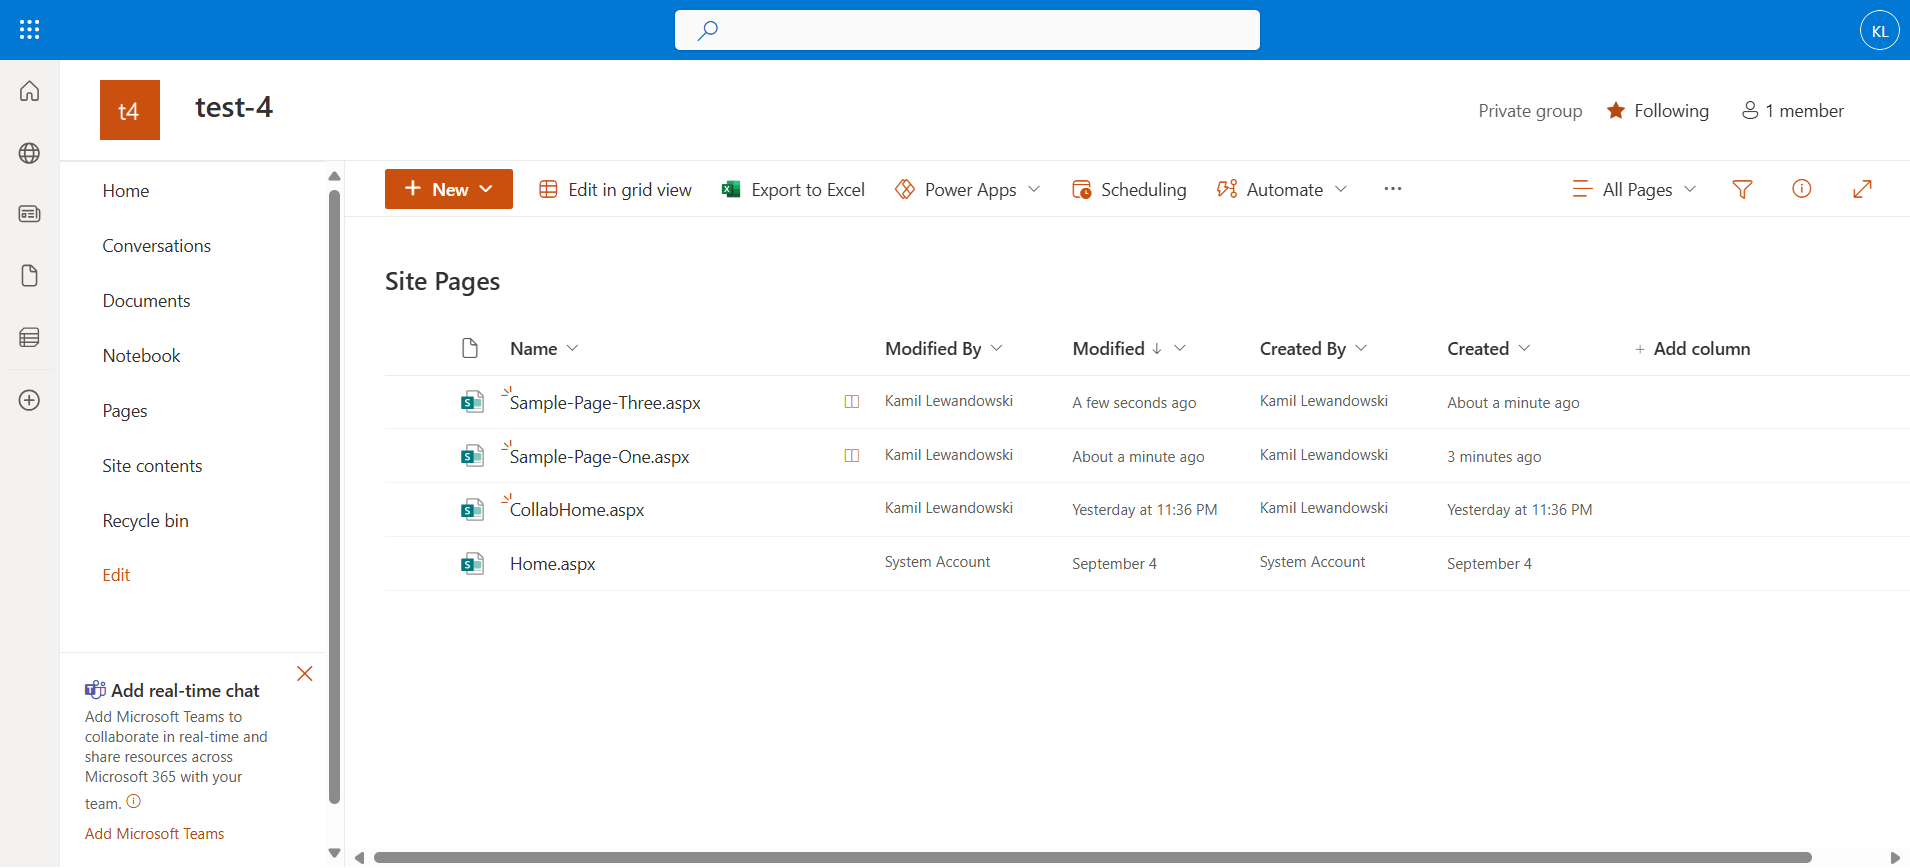 KL
t4
test-4
Private group
Following
1 member
Home
Conversations
Documents
Notebook
Pages
Site contents
Recycle bin
Edit
Add real-time chat
Add Microsoft Teams to
collaborate in real-time and
share resources across
Microsoft 365 with your
team.
Add Microsoft Teams
+ New
Edit in grid view
Export to Excel
Power Apps
Scheduling
Automate
...
All Pages
Site Pages
Name Modified By Modified ↓ Created By Created + Add column
Sample-Page-Three.aspx Kamil Lewandowski A few seconds ago Kamil Lewandowski About a minute ago
Sample-Page-One.aspx Kamil Lewandowski About a minute ago Kamil Lewandowski 3 minutes ago
CollabHome.aspx Kamil Lewandowski Yesterday at 11:36 PM Kamil Lewandowski Yesterday at 11:36 PM
Home.aspx System Account September 4 System Account September 4